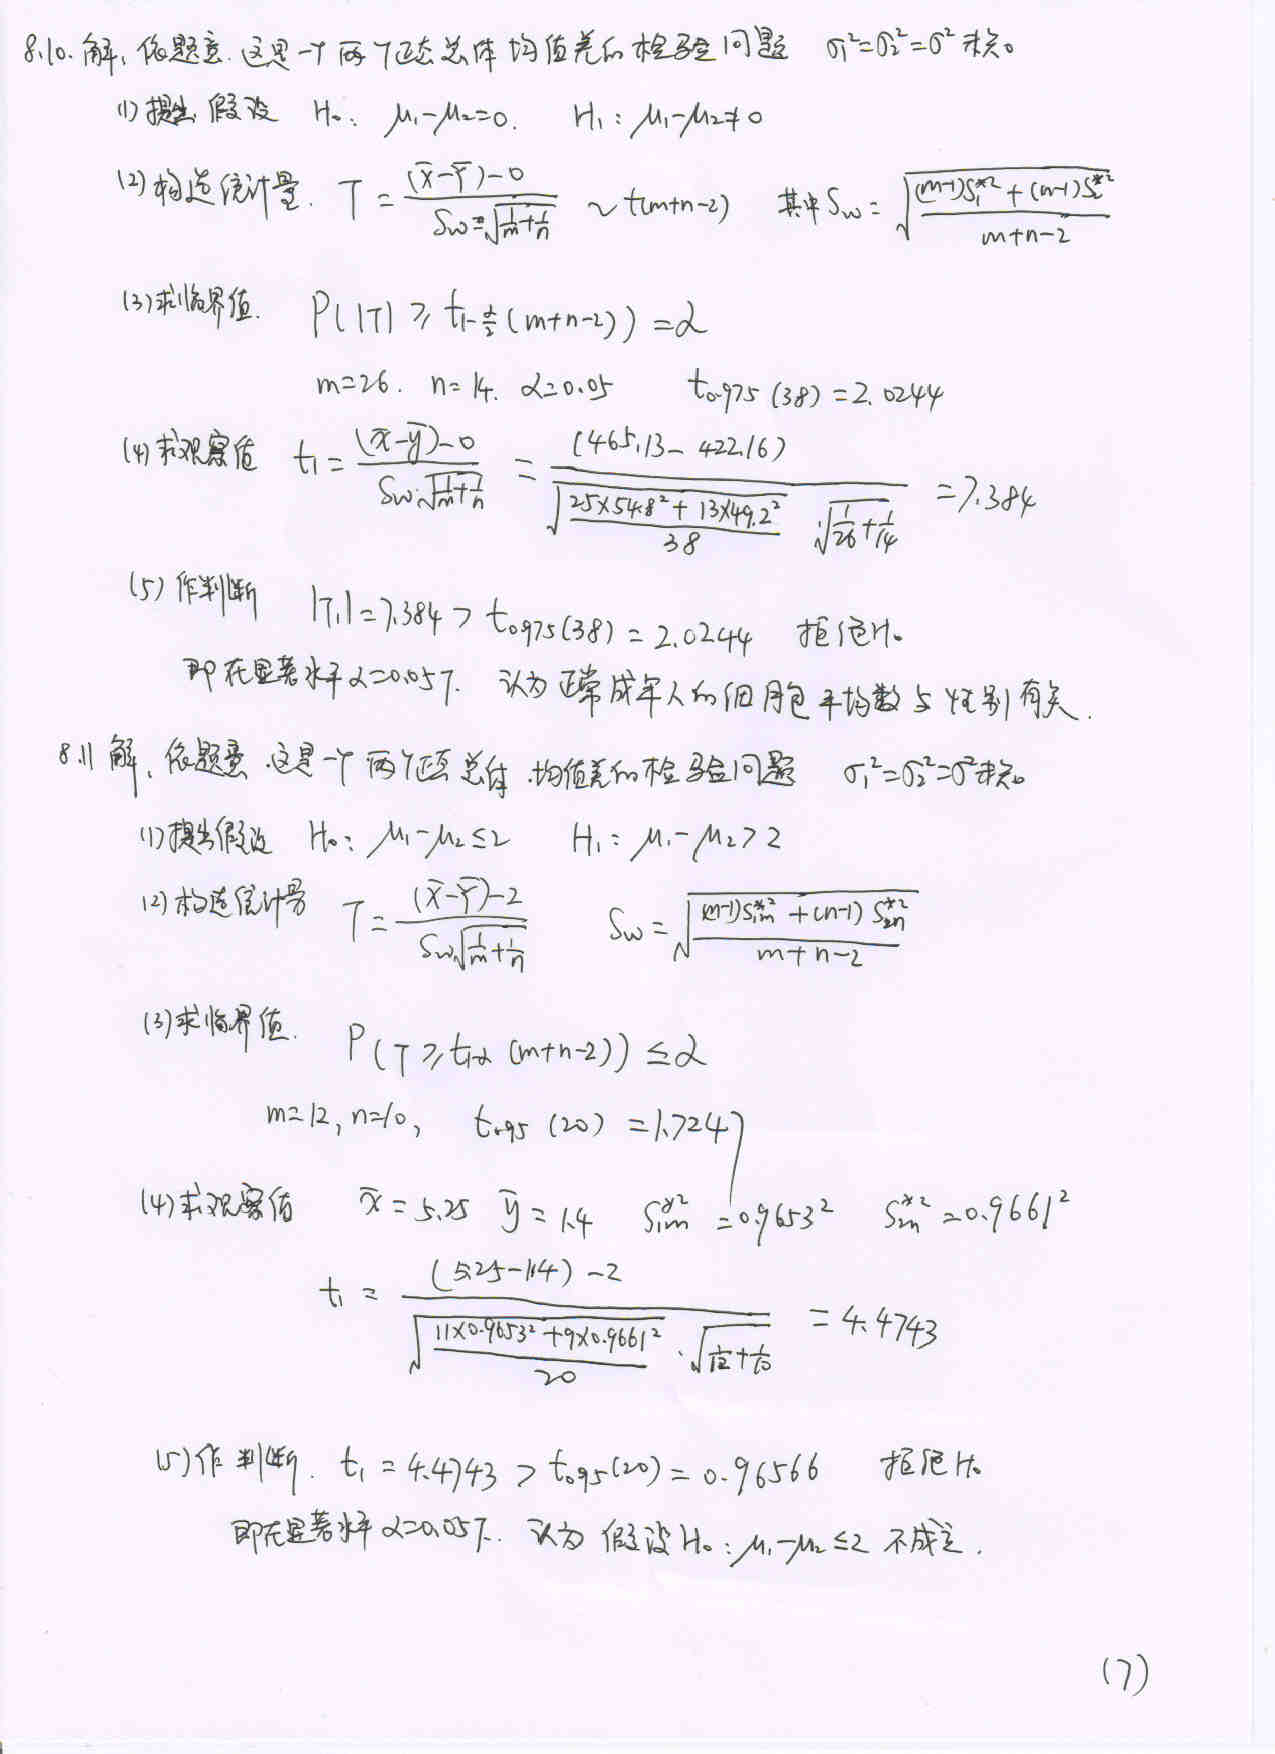 8.10. 解, 依题意. 这是一个两个正态总体均值差的检验问题 σ₁²=σ₂²=σ² 未知。
(1) 提出假设 H₀: μ₁-μ₂=0. H₁: μ₁-μ₂≠0
(2) 构造统计量. T = ((X̄-Ȳ)-0)/(Sw=√(1/m+1/n)) ~ t(m+n-2) 其中 Sw = √(((m-1)S₁*²+(n-1)S₂*²)/(m+n-2))
(3) 求临界值. P(|T| ≥ t₁₋α/₂(m+n-2)) = α
m=26. n=14. α=0.05 t0.975(38)=2.0244
(4) 求观察值 t₁ = ((x̄-ȳ)-0)/(Sw·√(1/m+1/n)) = (465.13-422.16)/(√((25×54.8²+13×49.2²)/38) · √(1/26+1/14)) = 7.384
(5) 作判断 |T₁|=7.384 > t0.975(38)=2.0244 拒绝H₀
即在显著水平α=0.05下. 认为正常成年人的细胞平均数与性别有关.
8.11 解, 依题意.这是一个两个正态总体.均值差的检验问题 σ₁²=σ₂²=σ²未知。
(1) 提出假设 H₀: μ₁-μ₂≤2 H₁: μ₁-μ₂>2
(2) 构造统计量 T = ((X̄-Ȳ)-2)/(Sw√(1/m+1/n)) Sw = √(((m-1)S₁m*²+(n-1)S₂n*²)/(m+n-2))
(3) 求临界值. P(T ≥ t₁₋α(m+n-2)) ≤ α
m=12, n=10, t0.95(20)=1.7247
(4) 求观察值 x̄=5.25 ȳ=1.4 S₁m*²=0.9653² S₂n*²=0.9661²
t₁ = ((5.25-1.4)-2)/(√((11×0.9653²+9×0.9661²)/20) · √(1/12+1/10)) = 4.4743
(5) 作判断. t₁=4.4743 > t0.95(20)=0.96566 拒绝H₀
即在显著水平α=0.05下. 认为假设H₀: μ₁-μ₂≤2 不成立.
(7)